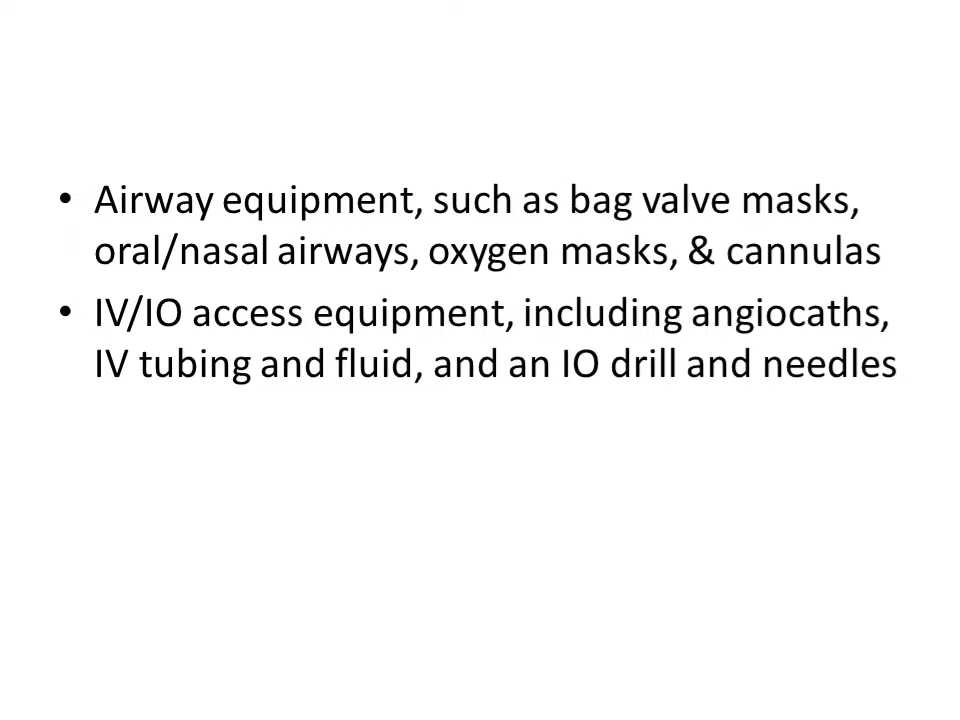 • Airway equipment, such as bag valve masks,
oral/nasal airways, oxygen masks, & cannulas
• IV/IO access equipment, including angiocaths,
IV tubing and fluid, and an IO drill and needles